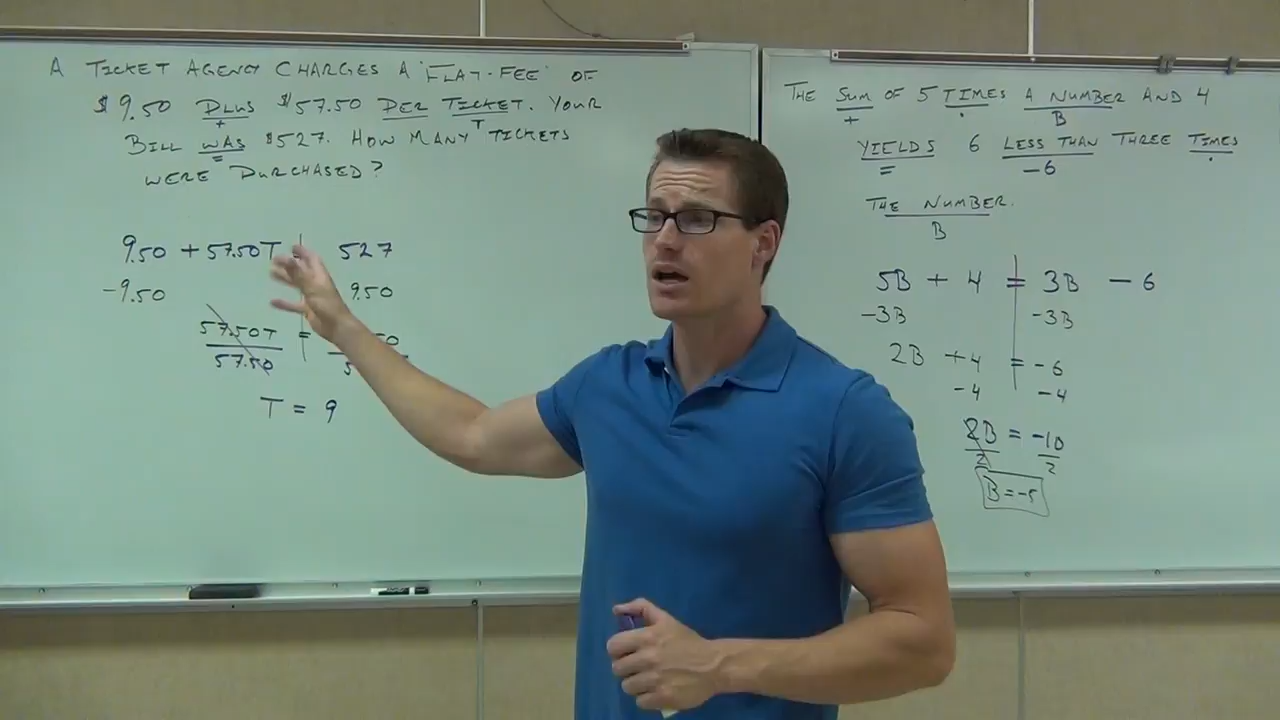 A TICKET AGENCY CHARGES A "FLAT-FEE" OF
$9.50 PLUS $57.50 PER TICKET. YOUR
+ T
BILL WAS $527. HOW MANY TICKETS
=
WERE PURCHASED?
9.50 + 57.50T = 527
-9.50 9.50
57.50T =
57.50
T = 9
THE SUM OF 5 TIMES A NUMBER AND 4
+ · B
YIELDS 6 LESS THAN THREE TIMES
= -6 ·
THE NUMBER.
B
5B + 4 = 3B - 6
-3B -3B
2B + 4 = -6
-4 -4
2B = -10
2 2
B = -5